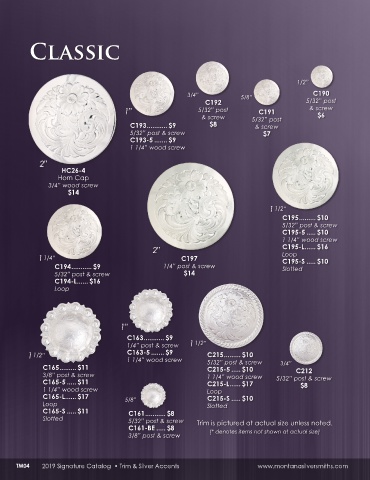 CLASSIC
1/2"
C190
5/32" post
& screw
$6
3/4"
C192
5/32" post
& screw
$8
5/8"
C191
5/32" post
& screw
$7
1"
C193........... $9
5/32" post & screw
C193-5 ....... $9
1 1/4" wood screw
2"
HC26-4
Horn Cap
3/4" wood screw
$14
1 1/2"
C195........ $10
5/32" post & screw
C195-5 ..... $10
1 1/4" wood screw
C195-L...... $16
Loop
C195-S ..... $10
Slotted
2"
C197
1/4" post & screw
$14
1 1/4"
C194........... $9
5/32" post & screw
C194-L...... $16
Loop
1 1/2"
C165........ $11
3/8" post & screw
C165-5 ..... $11
1 1/4" wood screw
C165-L...... $17
Loop
C165-S ..... $11
Slotted
1"
C163........... $9
1/4" post & screw
C163-5 ....... $9
1 1/4" wood screw
1 1/2"
C215........ $10
5/32" post & screw
C215-5 ..... $10
1 1/4" wood screw
C215-L...... $17
Loop
C215-S ..... $10
Slotted
3/4"
C212
5/32" post & screw
$8
5/8"
C161 .......... $8
5/32" post & screw
C161-BE ..... $8
3/8" post & screw
Trim is pictured at actual size unless noted.
(* denotes items not shown at actual size)
TM04 2019 Signature Catalog • Trim & Silver Accents www.montanasilversmiths.com